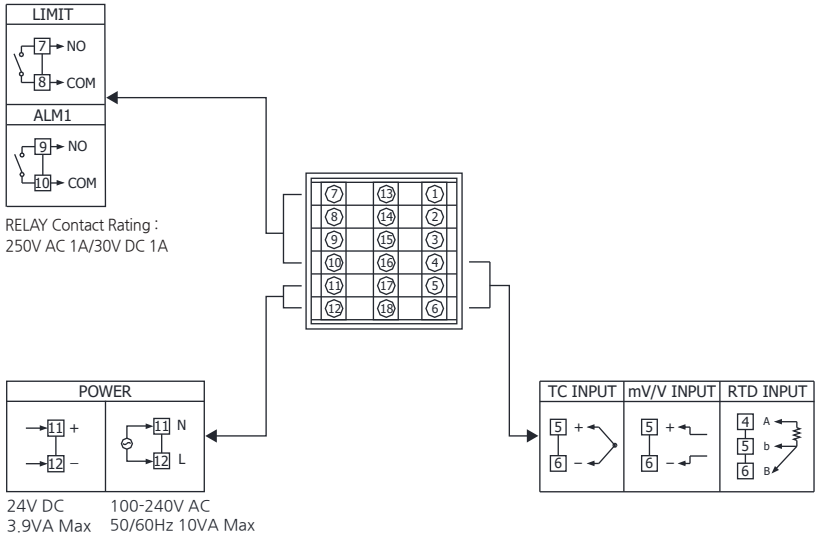 LIMIT
7 NO
8 COM
ALM1
9 NO
10 COM
RELAY Contact Rating :
250V AC 1A/30V DC 1A
7 13 1
8 14 2
9 15 3
10 16 4
11 17 5
12 18 6
POWER
11 +
12 −
11 N
12 L
24V DC
3.9VA Max
100-240V AC
50/60Hz 10VA Max
TC INPUT mV/V INPUT RTD INPUT
5 +
6 −
5 +
6 −
4 A
5 b
6 B